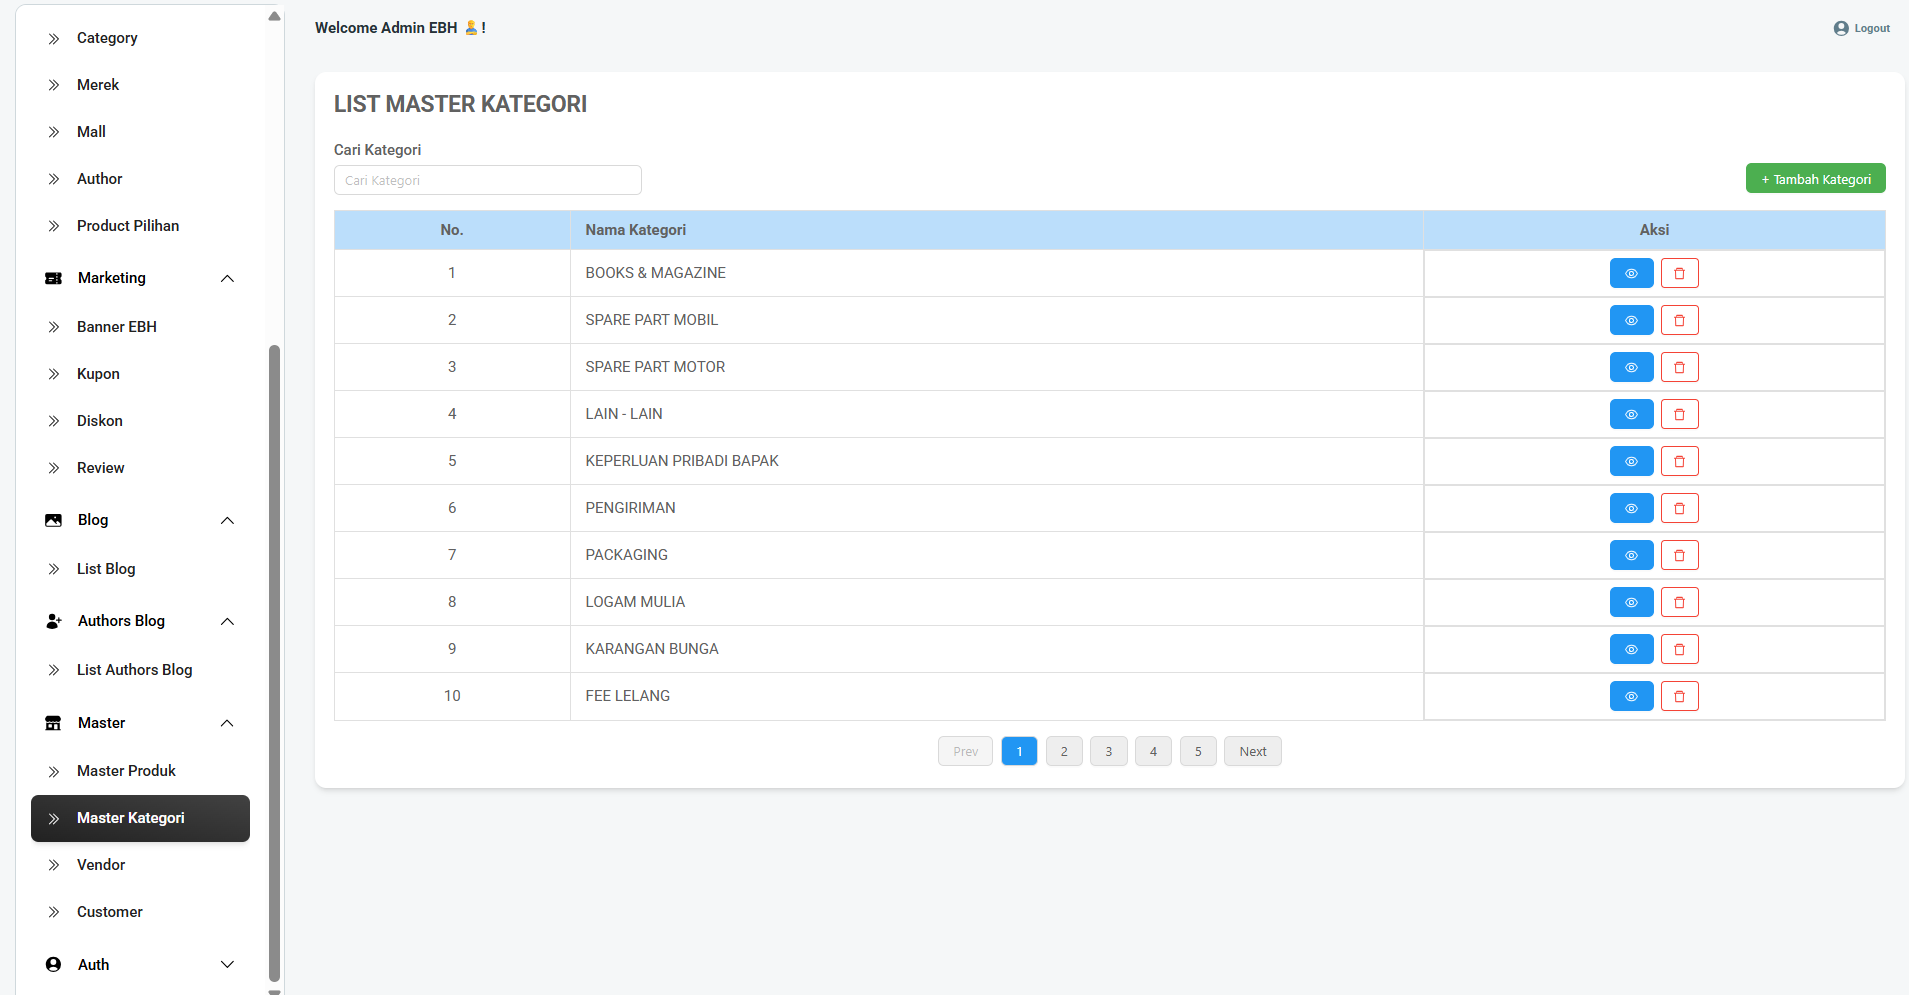 Category
Merek
Mall
Author
Product Pilihan
Marketing
Banner EBH
Kupon
Diskon
Review
Blog
List Blog
Authors Blog
List Authors Blog
Master
Master Produk
Master Kategori
Vendor
Customer
Auth
Welcome Admin EBH 👨‍💼 !
Logout
LIST MASTER KATEGORI
Cari Kategori
Cari Kategori
+ Tambah Kategori
No. Nama Kategori Aksi
1 BOOKS & MAGAZINE
2 SPARE PART MOBIL
3 SPARE PART MOTOR
4 LAIN - LAIN
5 KEPERLUAN PRIBADI BAPAK
6 PENGIRIMAN
7 PACKAGING
8 LOGAM MULIA
9 KARANGAN BUNGA
10 FEE LELANG
Prev 1 2 3 4 5 Next